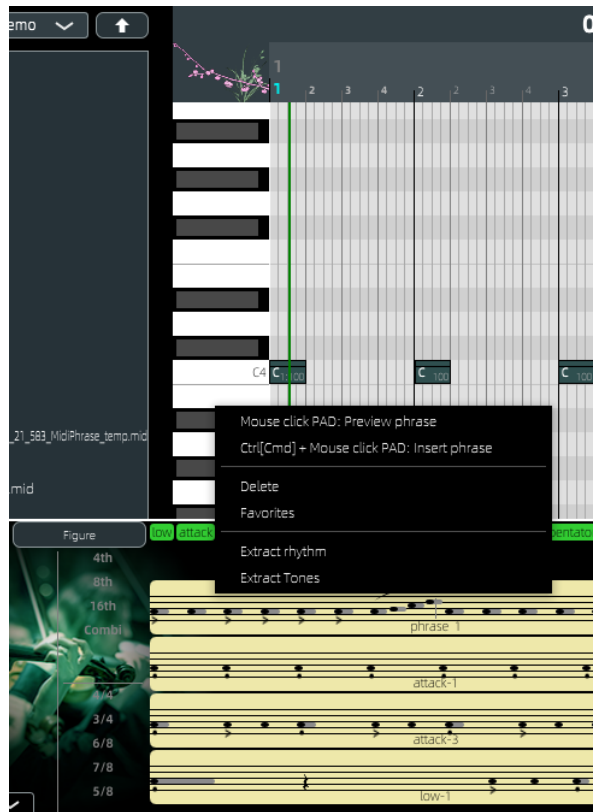 emo
0
1
1 2 3 4 2 2 3 4 3
C4 C 1:100 C 100 C 100
Mouse click PAD: Preview phrase
Ctrl[Cmd] + Mouse click PAD: Insert phrase
_21_583_MidiPhrase_temp.mid
.mid
Delete
Favorites
Extract rhythm
Extract Tones
Figure
low attack
entato
4th
8th
16th
Combi
phrase 1
attack-1
3/4
attack-3
6/8
7/8
5/8
low-1